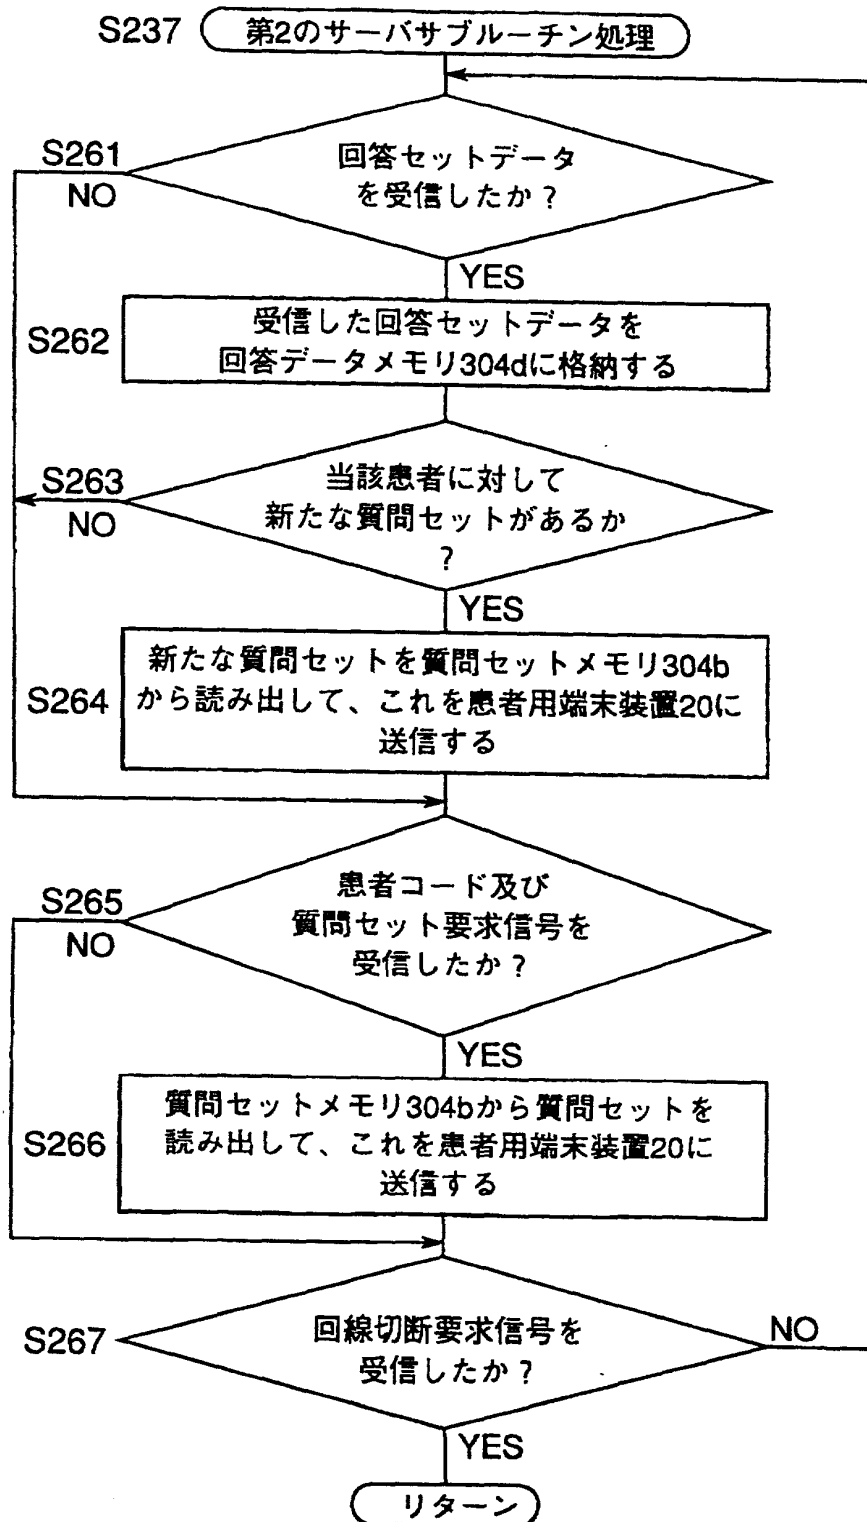 S237 第2のサーバサブルーチン処理
S261
NO
回答セットデータ
を受信したか？
YES
S262
受信した回答セットデータを
回答データメモリ304dに格納する
S263
NO
当該患者に対して
新たな質問セットがあるか
？
YES
S264
新たな質問セットを質問セットメモリ304b
から読み出して、これを患者用端末装置20に
送信する
S265
NO
患者コード及び
質問セット要求信号を
受信したか？
YES
S266
質問セットメモリ304bから質問セットを
読み出して、これを患者用端末装置20に
送信する
S267
回線切断要求信号を
受信したか？
NO
YES
リターン